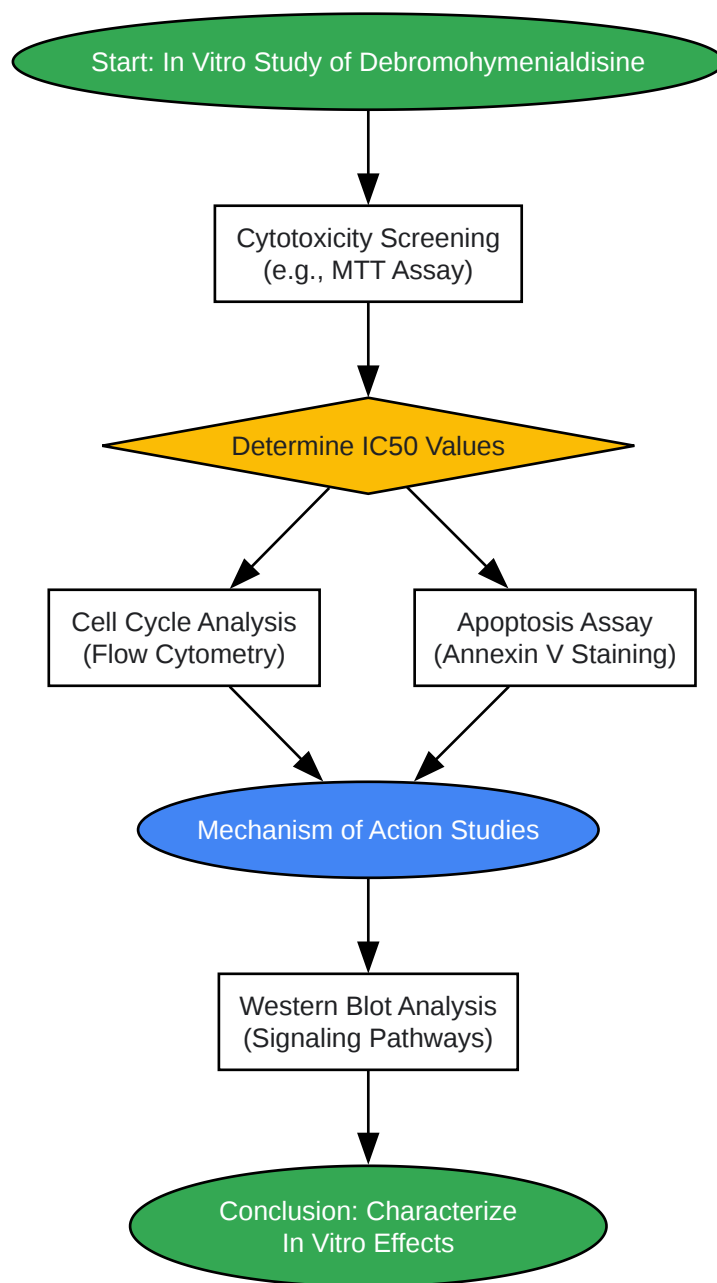 Start: In Vitro Study of Debromohymenialdisine
Cytotoxicity Screening
(e.g., MTT Assay)
Determine IC50 Values
Cell Cycle Analysis
(Flow Cytometry)
Apoptosis Assay
(Annexin V Staining)
Mechanism of Action Studies
Western Blot Analysis
(Signaling Pathways)
Conclusion: Characterize
In Vitro Effects